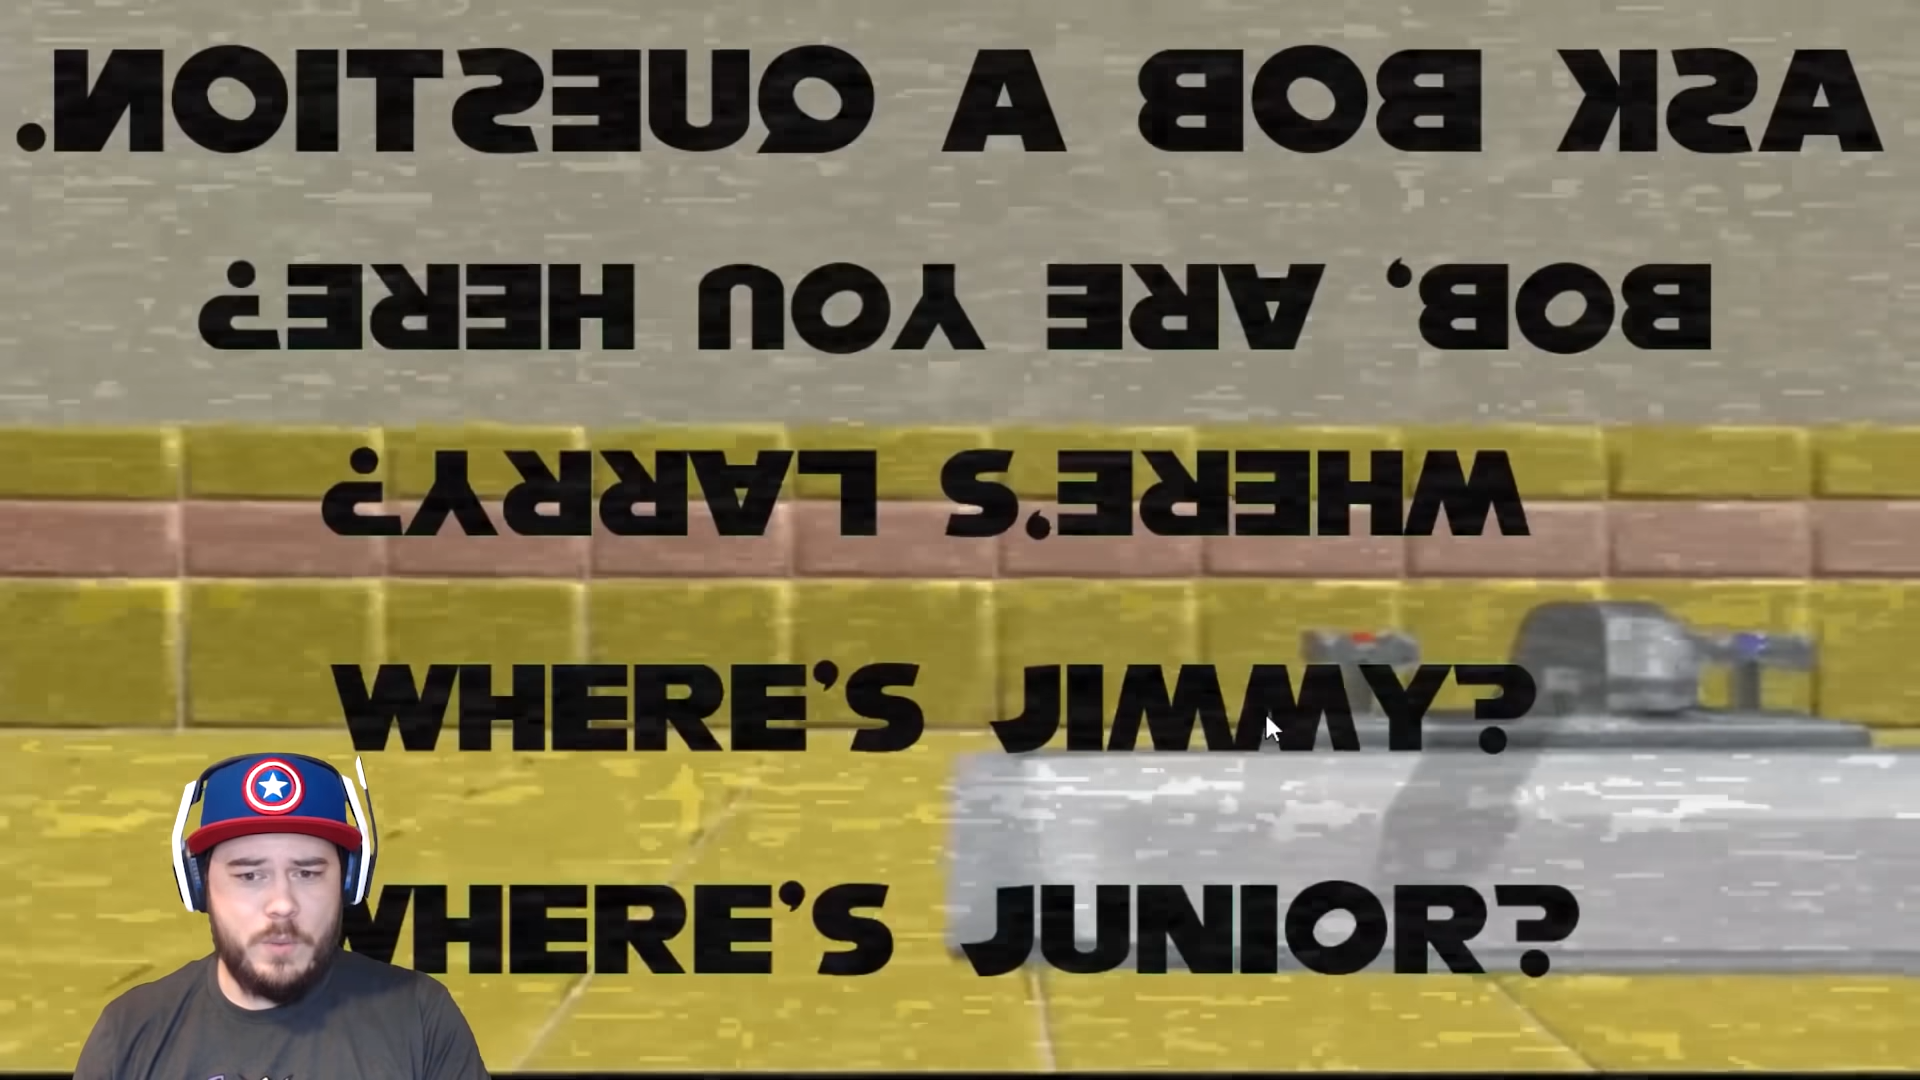 ASK BOB A QUESTION.
BOB, ARE YOU HERE?
WHERE'S LARRY?
WHERE'S JIMMY?
WHERE'S JUNIOR?